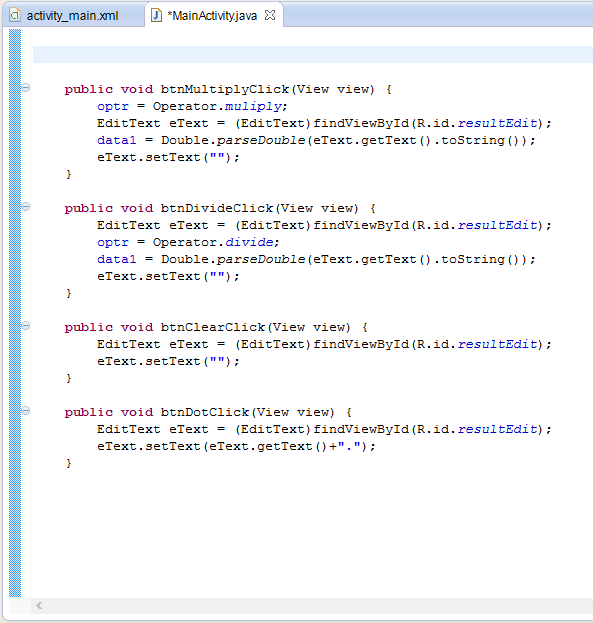 activity_main.xml *MainActivity.java
public void btnMultiplyClick(View view) {
optr = Operator.muliply;
EditText eText = (EditText)findViewById(R.id.resultEdit);
data1 = Double.parseDouble(eText.getText().toString());
eText.setText("");
}
public void btnDivideClick(View view) {
EditText eText = (EditText)findViewById(R.id.resultEdit);
optr = Operator.divide;
data1 = Double.parseDouble(eText.getText().toString());
eText.setText("");
}
public void btnClearClick(View view) {
EditText eText = (EditText)findViewById(R.id.resultEdit);
eText.setText("");
}
public void btnDotClick(View view) {
EditText eText = (EditText)findViewById(R.id.resultEdit);
eText.setText(eText.getText()+".");
}